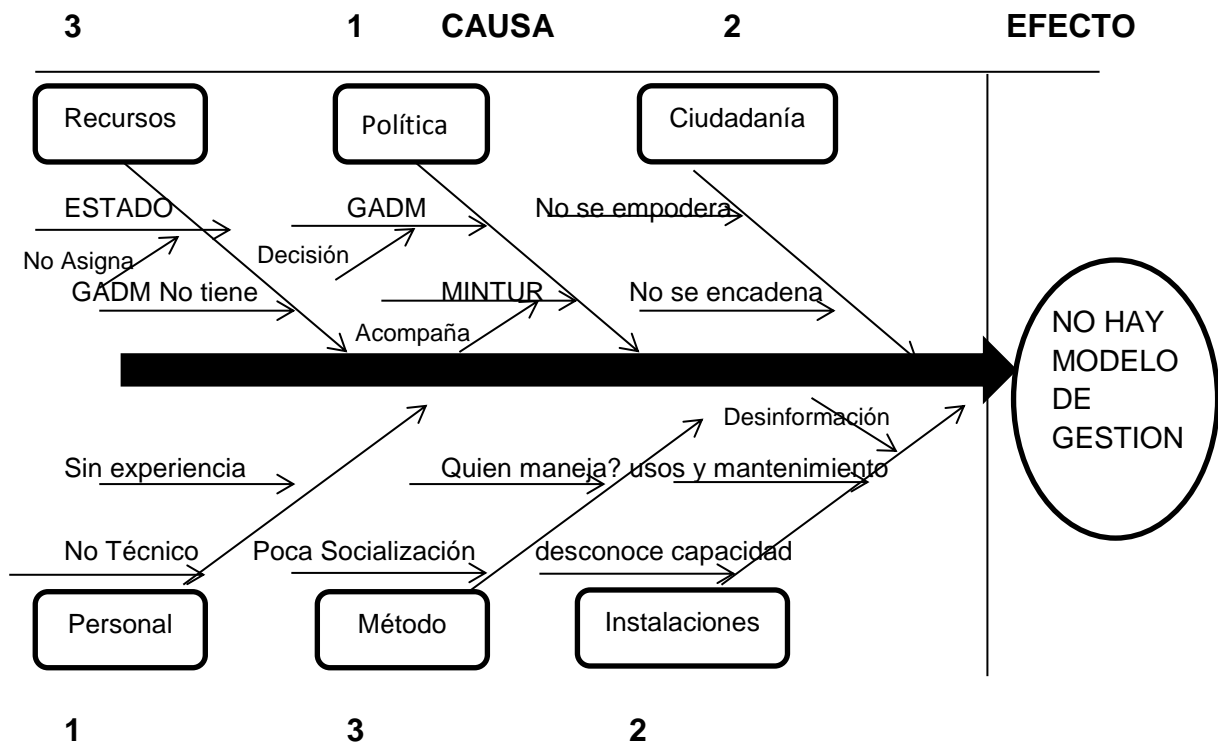 3 1 CAUSA 2 EFECTO
Recursos Política Ciudadanía
ESTADO GADM No se empodera
No Asigna Decisión
GADM No tiene MINTUR No se encadena
Acompaña
NO HAY
MODELO
DE
GESTION
Desinformación
Sin experiencia Quien maneja? usos y mantenimiento
No Técnico Poca Socialización desconoce capacidad
Personal Método Instalaciones
1 3 2